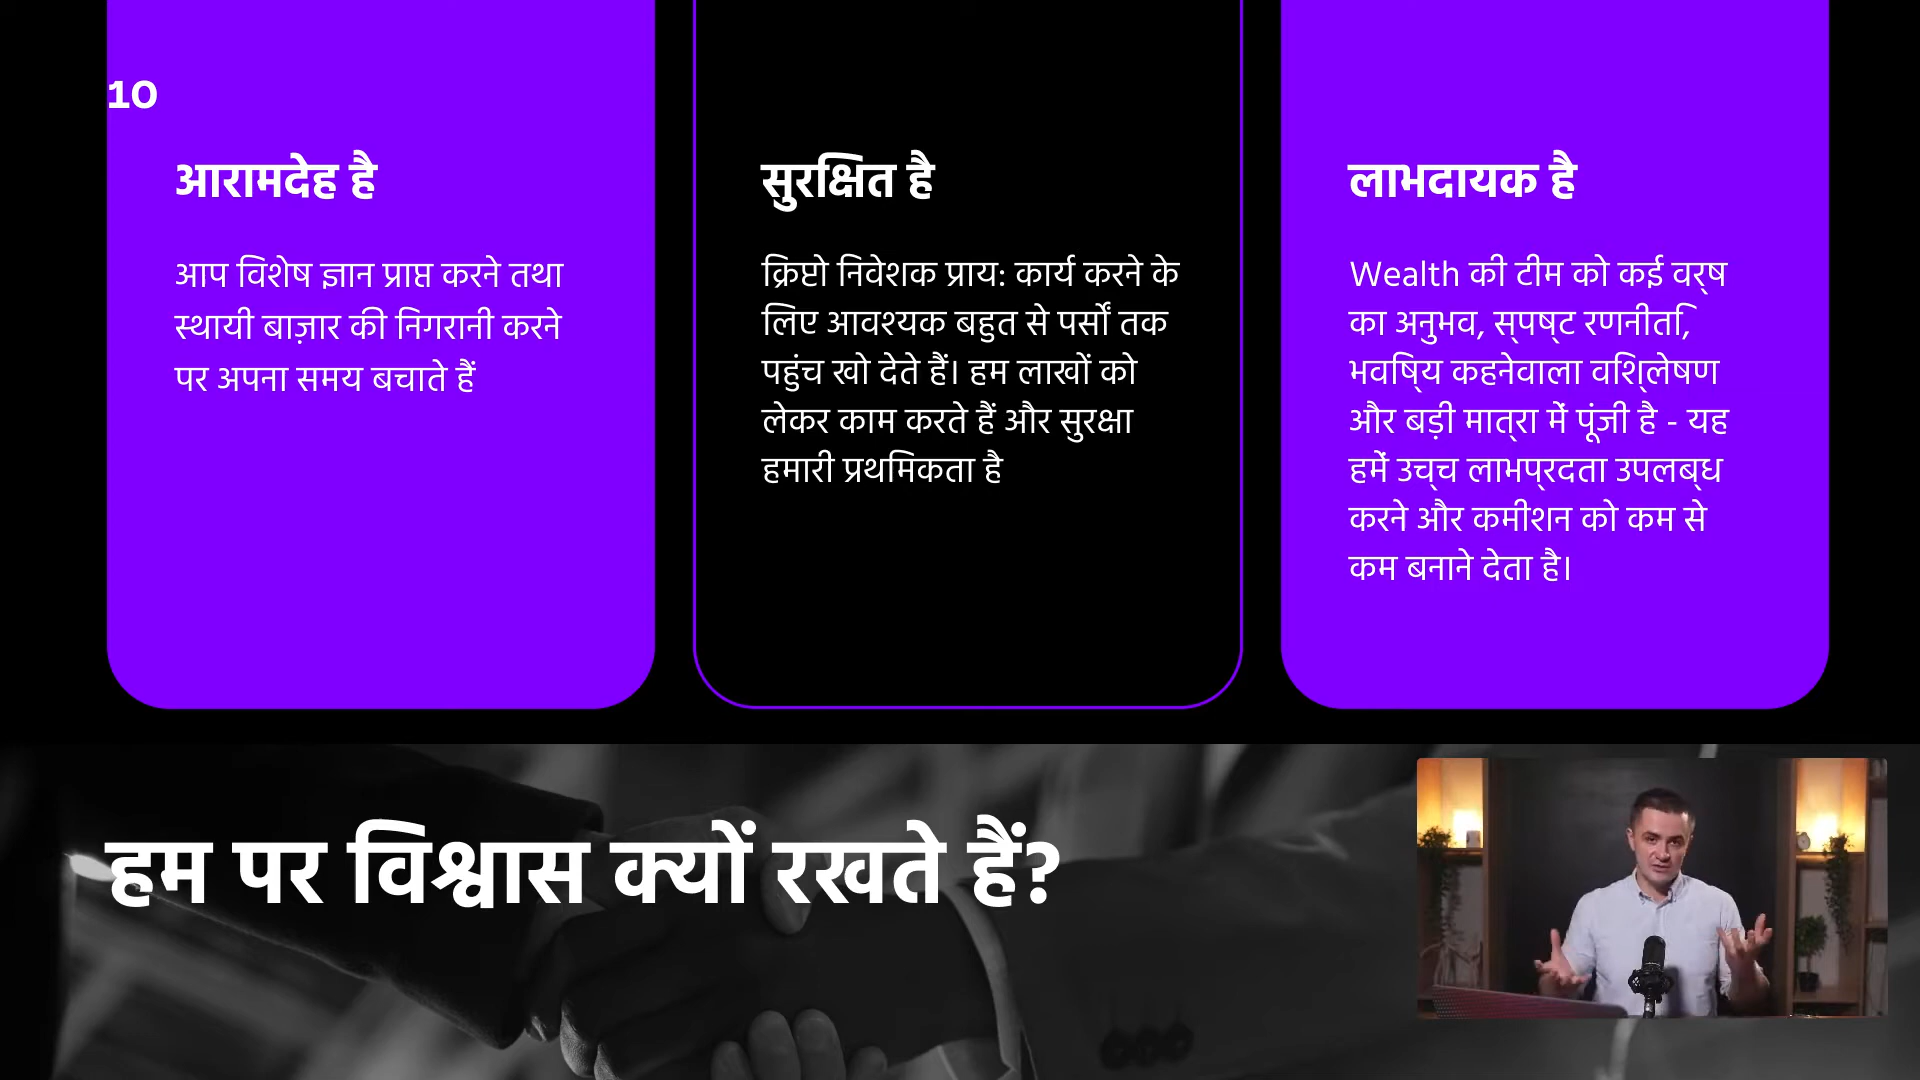 10
आरामदेह है
आप विशेष ज्ञान प्राप्त करने तथा
स्थायी बाज़ार की निगरानी करने
पर अपना समय बचाते हैं
सुरक्षित है
क्रिप्टो निवेशक प्राय: कार्य करने के
लिए आवश्यक बहुत से पर्सों तक
पहुंच खो देते हैं। हम लाखों को
लेकर काम करते हैं और सुरक्षा
हमारी प्रथमिकता है
लाभदायक है
Wealth की टीम को कई वर्ष
का अनुभव, स्पष्ट रणनीति,
भविष्य कहनेवाला विश्लेषण
और बड़ी मात्रा में पूंजी है - यह
हमें उच्च लाभप्रदता उपलब्ध
करने और कमीशन को कम से
कम बनाने देता है।
हम पर विश्वास क्यों रखते हैं?